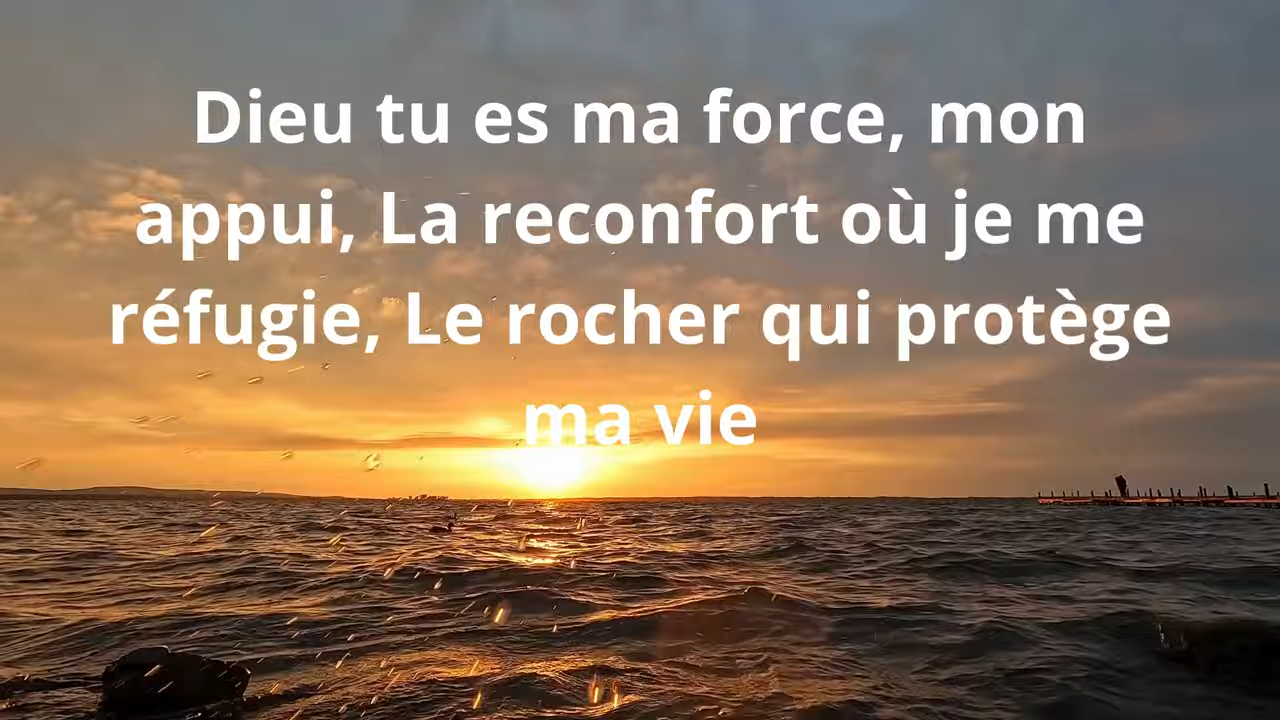 Dieu tu es ma force, mon
appui, La reconfort où je me
réfugie, Le rocher qui protège
ma vie